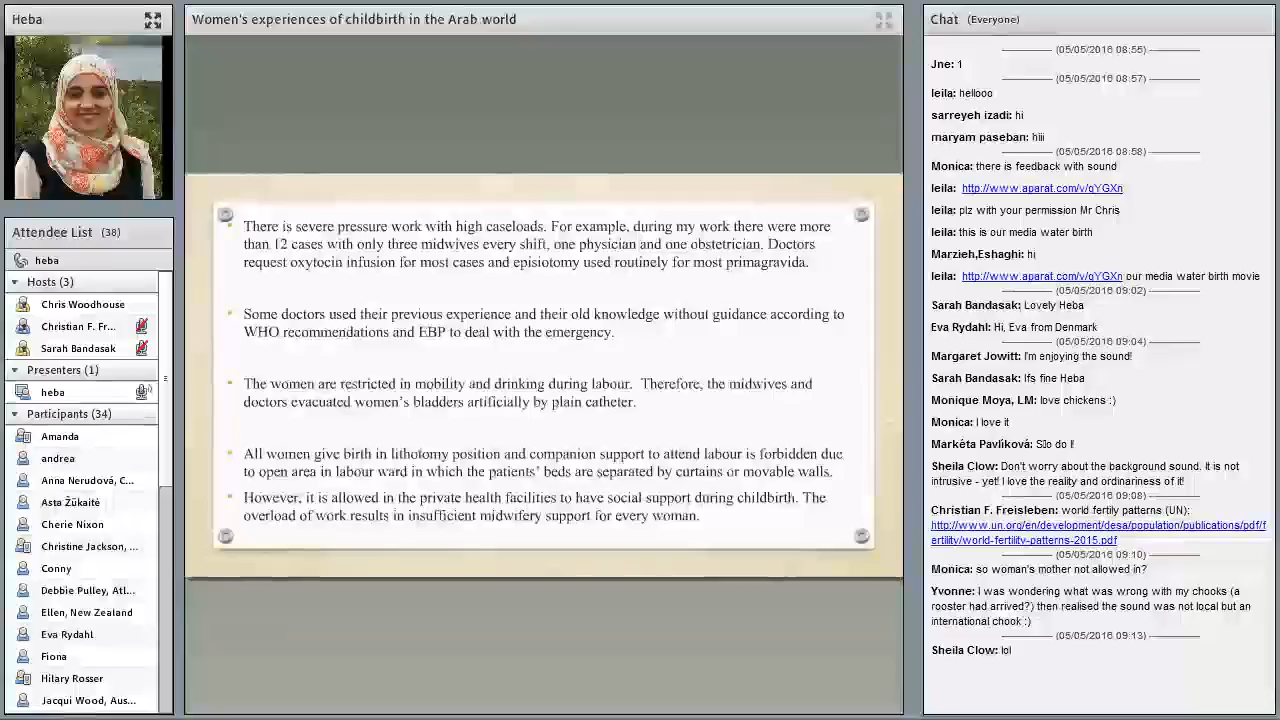 Heba
Attendee List (38)
heba
Hosts (3)
Chris Woodhouse
Christian F. Fr...
Sarah Bandasak
Presenters (1)
heba
Participants (34)
Amanda
andrea
Anna Nerudová, C...
Asta Žūkaitė
Cherie Nixon
Christine Jackson, ...
Conny
Debbie Pulley, Atl...
Ellen, New Zealand
Eva Rydahl
Fiona
Hilary Rosser
Jacqui Wood, Aus...
Women's experiences of childbirth in the Arab world
There is severe pressure work with high caseloads. For example, during my work there were more
than 12 cases with only three midwives every shift, one physician and one obstetrician. Doctors
request oxytocin infusion for most cases and episiotomy used routinely for most primagravida.
Some doctors used their previous experience and their old knowledge without guidance according to
WHO recommendations and EBP to deal with the emergency.
The women are restricted in mobility and drinking during labour. Therefore, the midwives and
doctors evacuated women's bladders artificially by plain catheter.
All women give birth in lithotomy position and companion support to attend labour is forbidden due
to open area in labour ward in which the patients' beds are separated by curtains or movable walls.
However, it is allowed in the private health facilities to have social support during childbirth. The
overload of work results in insufficient midwifery support for every woman.
Chat (Everyone)
(05/05/2016 08:55)
Jne: 1
(05/05/2016 08:57)
leila: hellooo
sarreyeh izadi: hi
maryam paseban: hiii
(05/05/2016 08:58)
Monica: there is feedback with sound
leila: http://www.aparat.com/v/qYGXn
leila: plz with your permission Mr Chris
leila: this is our media water birth
Marzieh,Eshaghi: hi
leila: http://www.aparat.com/v/qYGXn our media water birth movie
(05/05/2016 09:02)
Sarah Bandasak: Lovely Heba
Eva Rydahl: Hi, Eva from Denmark
(05/05/2016 09:04)
Margaret Jowitt: I'm enjoying the sound!
Sarah Bandasak: It's fine Heba
Monique Moya, LM: love chickens :)
Monica: I love it
Markéta Pavlíková: do I!
Sheila Clow: Don't worry about the background sound. It is not
intrusive - yet! I love the reality and ordinariness of it!
(05/05/2016 09:08)
Christian F. Freisleben: world fertily patterns (UN):
http://www.un.org/en/development/desa/population/publications/pdf/f
ertility/world-fertility-patterns-2015.pdf
(05/05/2016 09:10)
Monica: so woman's mother not allowed in?
Yvonne: I was wondering what was wrong with my chooks (a
rooster had arrived?) then realised the sound was not local but an
international chook :)
(05/05/2016 09:13)
Sheila Clow: lol